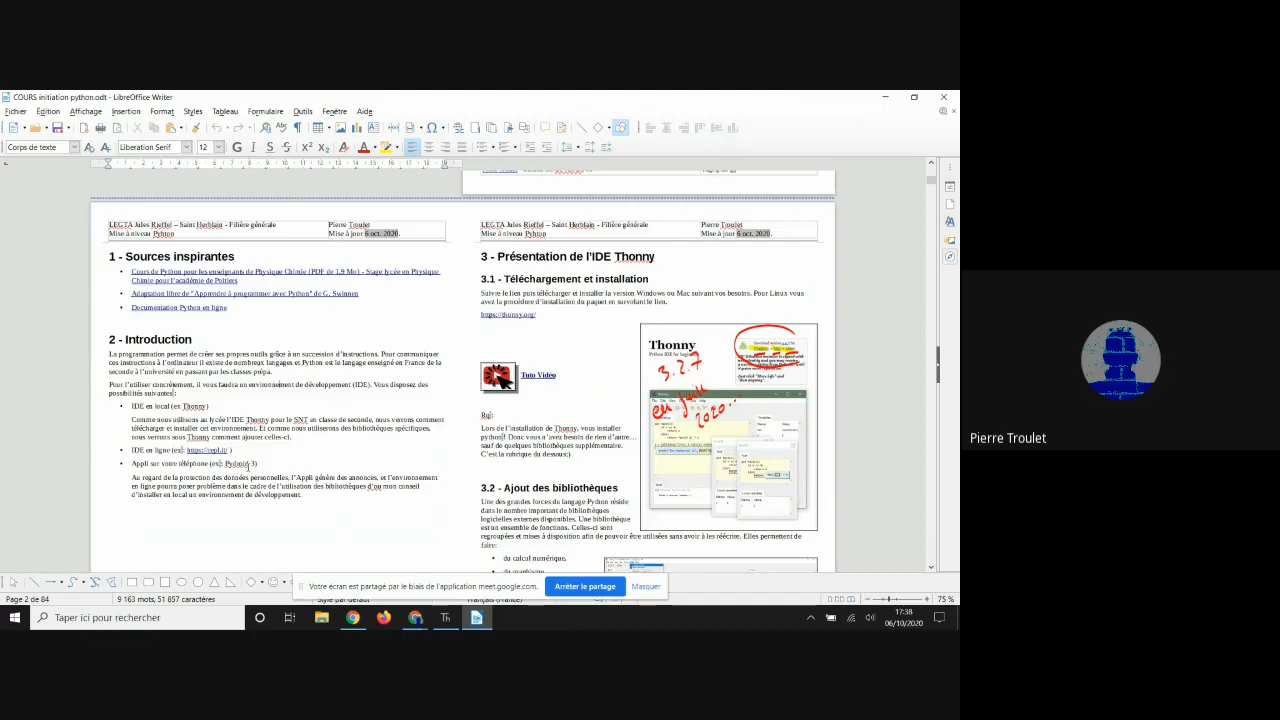 COURS initiation python.odt - LibreOffice Writer
Fichier Édition Affichage Insertion Format Styles Tableau Formulaire Outils Fenêtre Aide
Corps de texte Liberation Serif 12
LEGTA Jules Rieffel – Saint Herblain - Filière générale
Mise à niveau Pyhton
Pierre Troulet
Mise à jour 6 oct. 2020.
1 - Sources inspirantes
• Cours de Python pour les enseignants de Physique Chimie (PDF de 1.9 Mo) - Stage lycée en Physique
Chimie pour l'académie de Poitiers
• Adaptation libre de "Apprendre à programmer avec Python" de G. Swinnen
• Documentation Python en ligne
2 - Introduction
La programmation permet de créer ses propres outils grâce à un succession d'instructions. Pour communiquer
ces instructions à l'ordinateur il existe de nombreux langages et Python est le langage enseigné en France de la
seconde à l'université en passant par les classes prépa.
Pour l'utiliser concrètement, il vous faudra un environnement de développement (IDE). Vous disposez des
possibilités suivantes :
• IDE en local (ex Thonny)
Comme nous utilisons au lycée l'IDE Thonny pour le SNT en classe de seconde, nous verrons comment
télécharger et installer cet environnement. Et comme nous utiliserons des bibliothèques spécifiques,
nous verrons sous Thonny comment ajouter celles-ci.
• IDE en ligne (ex : https://repl.it/ )
• Appli sur votre téléphone (ex : Pydroid 3)
Au regard de la protection des données personnelles, l'Appli génère des annonces, et l'environnement
en ligne pourra poser problème dans le cadre de l'utilisation des bibliothèques d'ou mon conseil
d'installer en local un environnement de développement.
LEGTA Jules Rieffel – Saint Herblain - Filière générale
Mise à niveau Pyhton
Pierre Troulet
Mise à jour 6 oct. 2020.
3 - Présentation de l'IDE Thonny
3.1 - Téléchargement et installation
Suivre le lien puis télécharger et installer la version Windows ou Mac suivant vos besoins. Pour Linux vous
avez la procédure d'installation du paquet en survolant le lien.
https://thonny.org/
Thonny
Python IDE for beginners
3.2.7
en Juin
2020...
Tuto Vidéo
Rq :
Lors de l'installation de Thonny, vous installer
python ! Donc vous n'avez besoin de rien d'autre…
sauf de quelques bibliothèques supplémentaire.
C'est la rubrique du dessous;)
3.2 - Ajout des bibliothèques
Une des grandes forces du langage Python réside
dans le nombre important de bibliothèques
logicielles externes disponibles. Une bibliothèque
est un ensemble de fonctions. Celles-ci sont
regroupées et mises à disposition afin de pouvoir être utilisées sans avoir à les réécrire. Elles permettent de
faire:
• du calcul numérique,
• du graphisme,
Votre écran est partagé par le biais de l'application meet.google.com.
Arrêter le partage
Masquer
Page 2 sur 84
9 163 mots, 51 857 caractères
Style par défaut
Français (France)
75 %
Taper ici pour rechercher
17:38
06/10/2020
Pierre Troulet